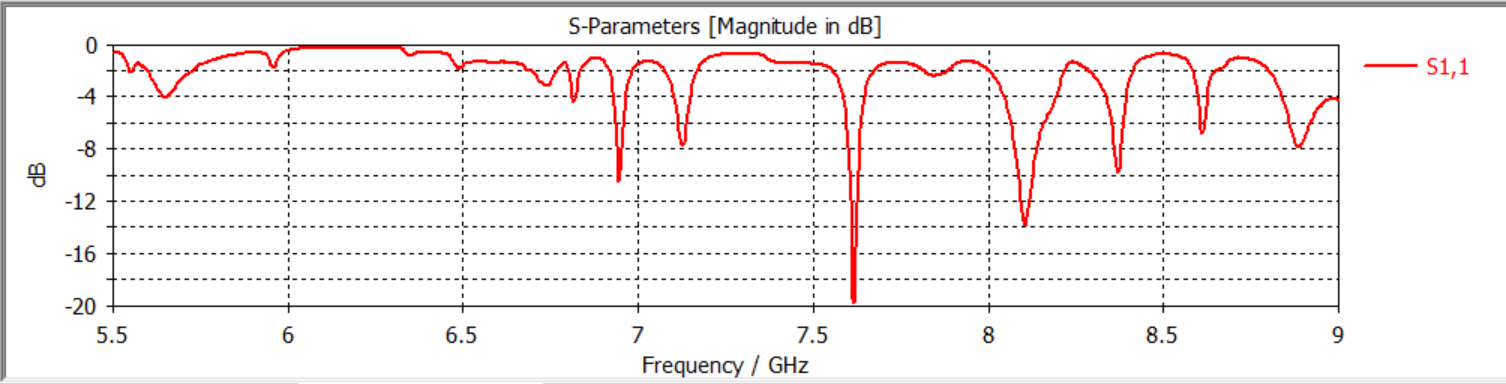 S-Parameters [Magnitude in dB]
0
-4
-8
-12
-16
-20
dB
5.5 6 6.5 7 7.5 8 8.5 9
Frequency / GHz
S1,1